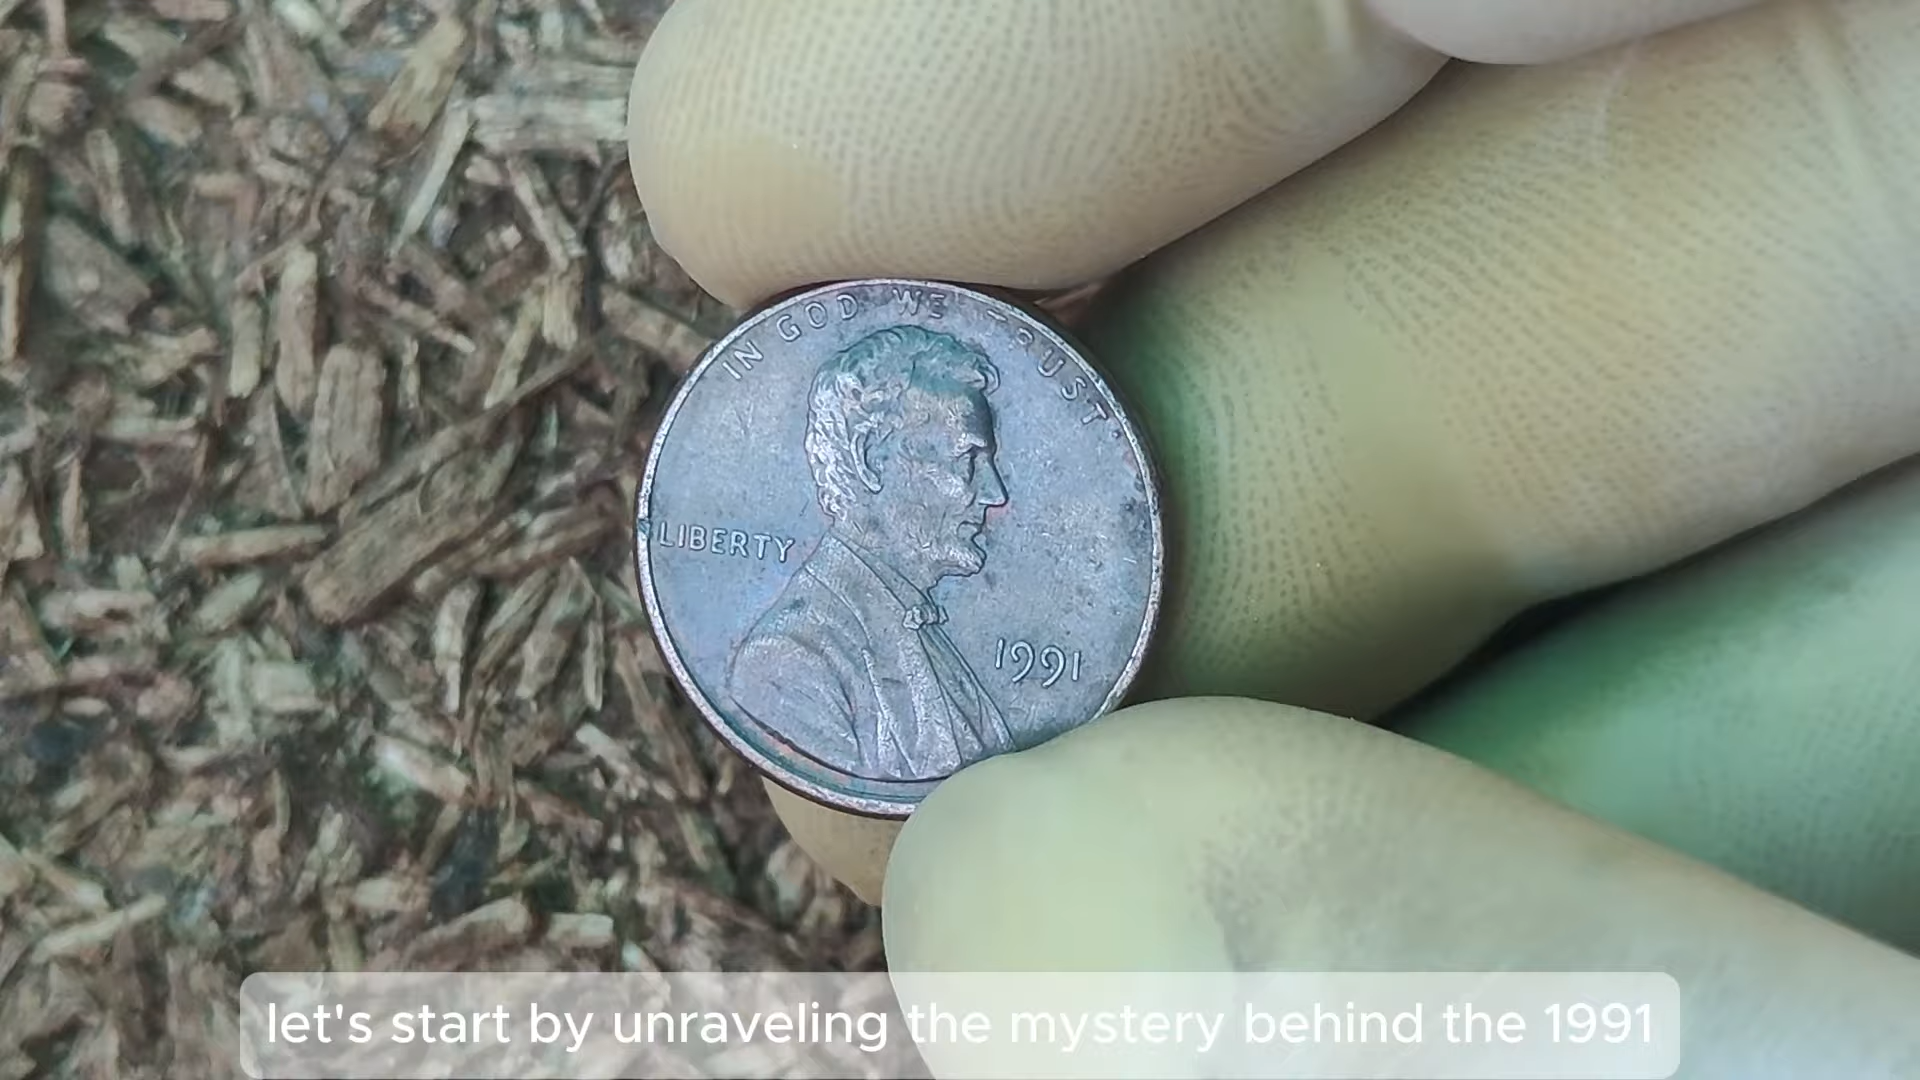 IN GOD WE TRUST
LIBERTY
1991
let's start by unraveling the mystery behind the 1991